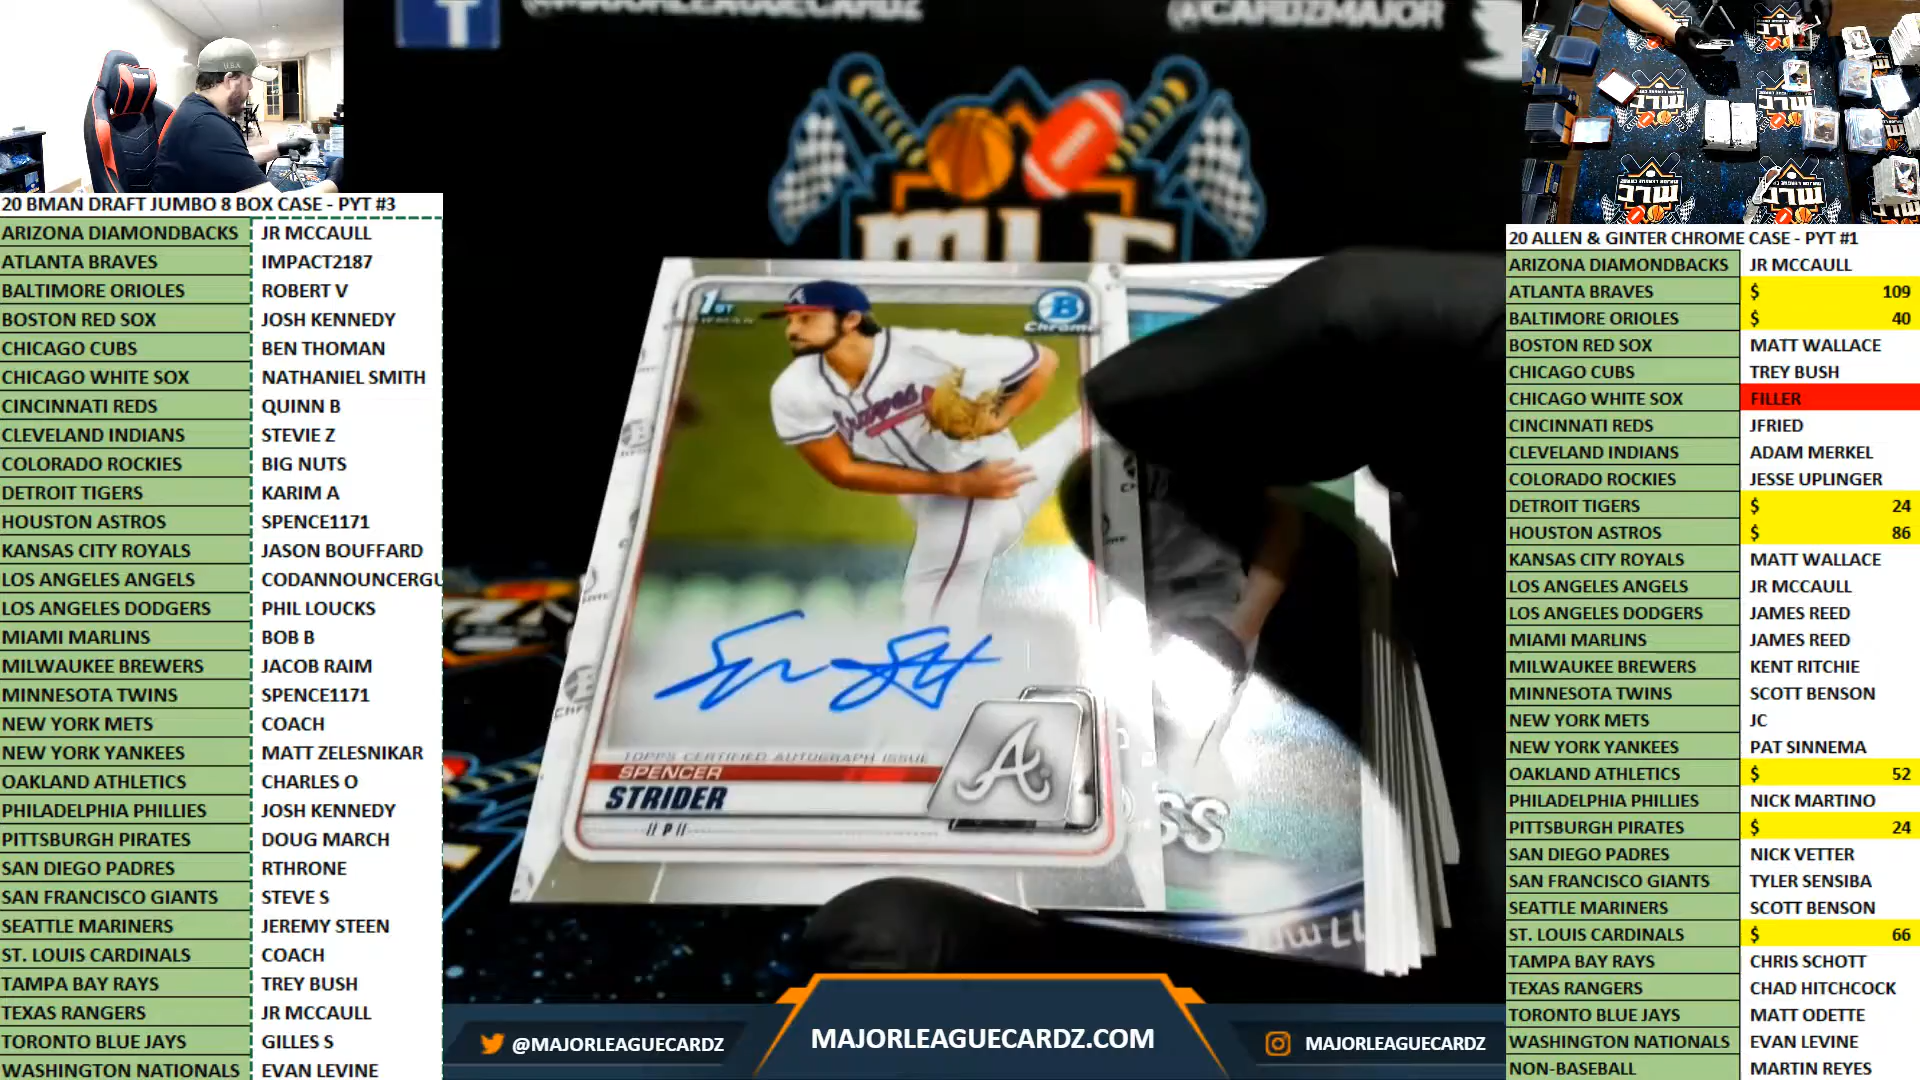 @MAJORLEAGUECARDZ
@CARDZMAJOR
20 BMAN DRAFT JUMBO 8 BOX CASE - PYT #3
ARIZONA DIAMONDBACKS JR MCCAULL
ATLANTA BRAVES IMPACT2187
BALTIMORE ORIOLES ROBERT V
BOSTON RED SOX JOSH KENNEDY
CHICAGO CUBS BEN THOMAN
CHICAGO WHITE SOX NATHANIEL SMITH
CINCINNATI REDS QUINN B
CLEVELAND INDIANS STEVIE Z
COLORADO ROCKIES BIG NUTS
DETROIT TIGERS KARIM A
HOUSTON ASTROS SPENCE1171
KANSAS CITY ROYALS JASON BOUFFARD
LOS ANGELES ANGELS CODANNOUNCERGU
LOS ANGELES DODGERS PHIL LOUCKS
MIAMI MARLINS BOB B
MILWAUKEE BREWERS JACOB RAIM
MINNESOTA TWINS SPENCE1171
NEW YORK METS COACH
NEW YORK YANKEES MATT ZELESNIKAR
OAKLAND ATHLETICS CHARLES O
PHILADELPHIA PHILLIES JOSH KENNEDY
PITTSBURGH PIRATES DOUG MARCH
SAN DIEGO PADRES RTHRONE
SAN FRANCISCO GIANTS STEVE S
SEATTLE MARINERS JEREMY STEEN
ST. LOUIS CARDINALS COACH
TAMPA BAY RAYS TREY BUSH
TEXAS RANGERS JR MCCAULL
TORONTO BLUE JAYS GILLES S
WASHINGTON NATIONALS EVAN LEVINE
1ST
B
Chrome
Braves
TOPPS CERTIFIED AUTOGRAPH ISSUE
SPENCER
STRIDER
// P //
A
SS
@MAJORLEAGUECARDZ
MAJORLEAGUECARDZ.COM
MAJORLEAGUECARDZ
20 ALLEN & GINTER CHROME CASE - PYT #1
ARIZONA DIAMONDBACKS JR MCCAULL
ATLANTA BRAVES $ 109
BALTIMORE ORIOLES $ 40
BOSTON RED SOX MATT WALLACE
CHICAGO CUBS TREY BUSH
CHICAGO WHITE SOX FILLER
CINCINNATI REDS JFRIED
CLEVELAND INDIANS ADAM MERKEL
COLORADO ROCKIES JESSE UPLINGER
DETROIT TIGERS $ 24
HOUSTON ASTROS $ 86
KANSAS CITY ROYALS MATT WALLACE
LOS ANGELES ANGELS JR MCCAULL
LOS ANGELES DODGERS JAMES REED
MIAMI MARLINS JAMES REED
MILWAUKEE BREWERS KENT RITCHIE
MINNESOTA TWINS SCOTT BENSON
NEW YORK METS JC
NEW YORK YANKEES PAT SINNEMA
OAKLAND ATHLETICS $ 52
PHILADELPHIA PHILLIES NICK MARTINO
PITTSBURGH PIRATES $ 24
SAN DIEGO PADRES NICK VETTER
SAN FRANCISCO GIANTS TYLER SENSIBA
SEATTLE MARINERS SCOTT BENSON
ST. LOUIS CARDINALS $ 66
TAMPA BAY RAYS CHRIS SCHOTT
TEXAS RANGERS CHAD HITCHCOCK
TORONTO BLUE JAYS MATT ODETTE
WASHINGTON NATIONALS EVAN LEVINE
NON-BASEBALL MARTIN REYES